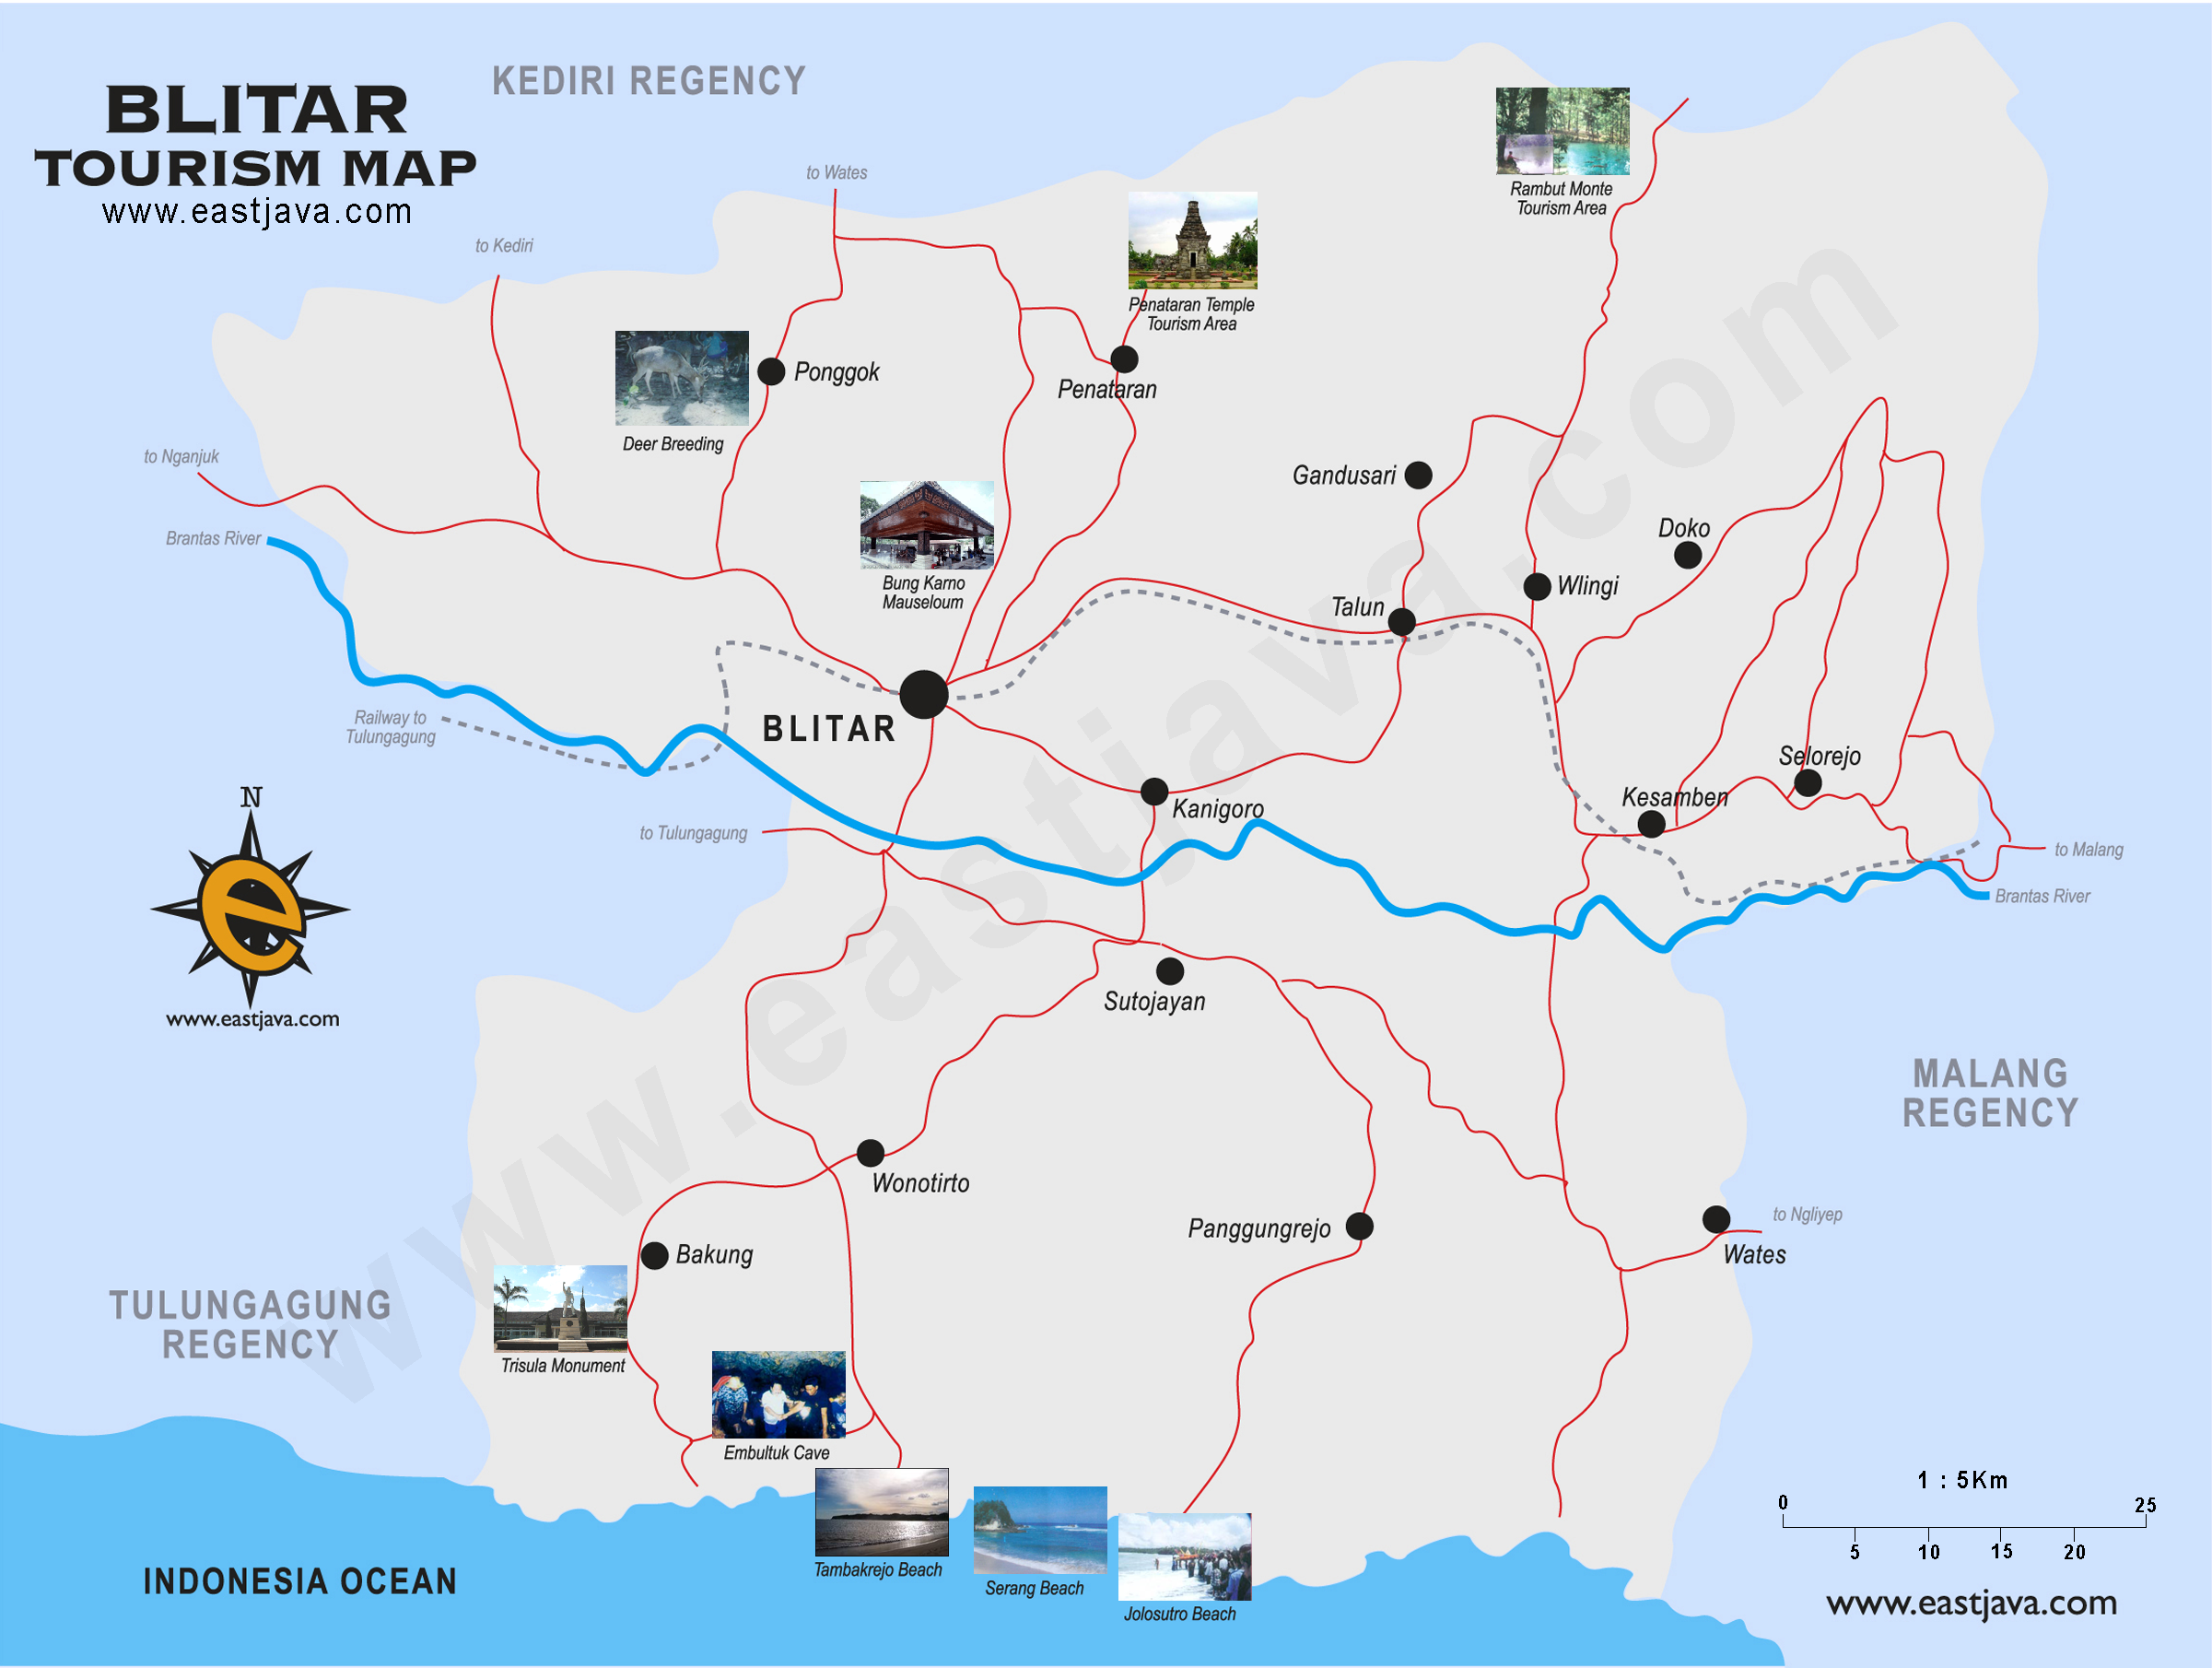 BLITAR
TOURISM MAP
www.eastjava.com
KEDIRI REGENCY
to Wates
to Kediri
Rambut Monte
Tourism Area
Penataran Temple
Tourism Area
Ponggok
Penataran
Deer Breeding
to Nganjuk
Gandusari
Brantas River
Doko
Bung Karno
Mauseloum
Wlingi
Talun
Railway to
Tulungagung
BLITAR
Selorejo
Kesamben
Kanigoro
to Tulungagung
to Malang
Brantas River
N
www.eastjava.com
Sutojayan
MALANG
REGENCY
Wonotirto
Panggungrejo
to Ngliyep
Wates
Bakung
TULUNGAGUNG
REGENCY
Trisula Monument
Embultuk Cave
Tambakrejo Beach
Serang Beach
Jolosutro Beach
INDONESIA OCEAN
1 : 5Km
0 25
5 10 15 20
www.eastjava.com
www.eastjava.com